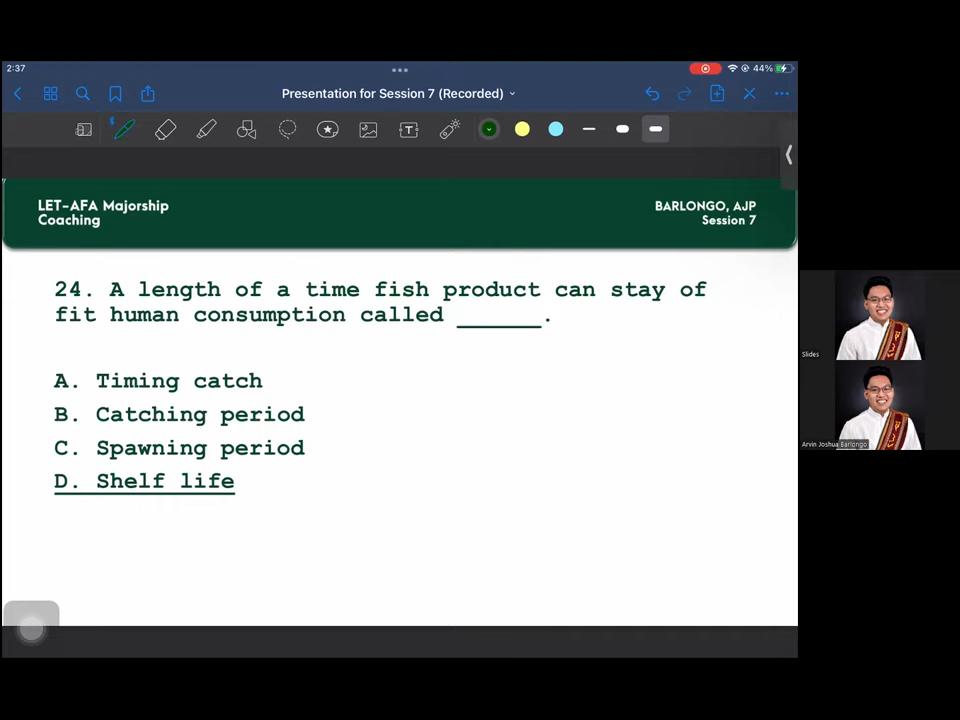 2:37
44%
Presentation for Session 7 (Recorded)
T
LET-AFA Majorship
Coaching
BARLONGO, AJP
Session 7
24. A length of a time fish product can stay of
fit human consumption called ______.
A. Timing catch
B. Catching period
C. Spawning period
D. Shelf life
Slides
Arvin Joshua Barlongo